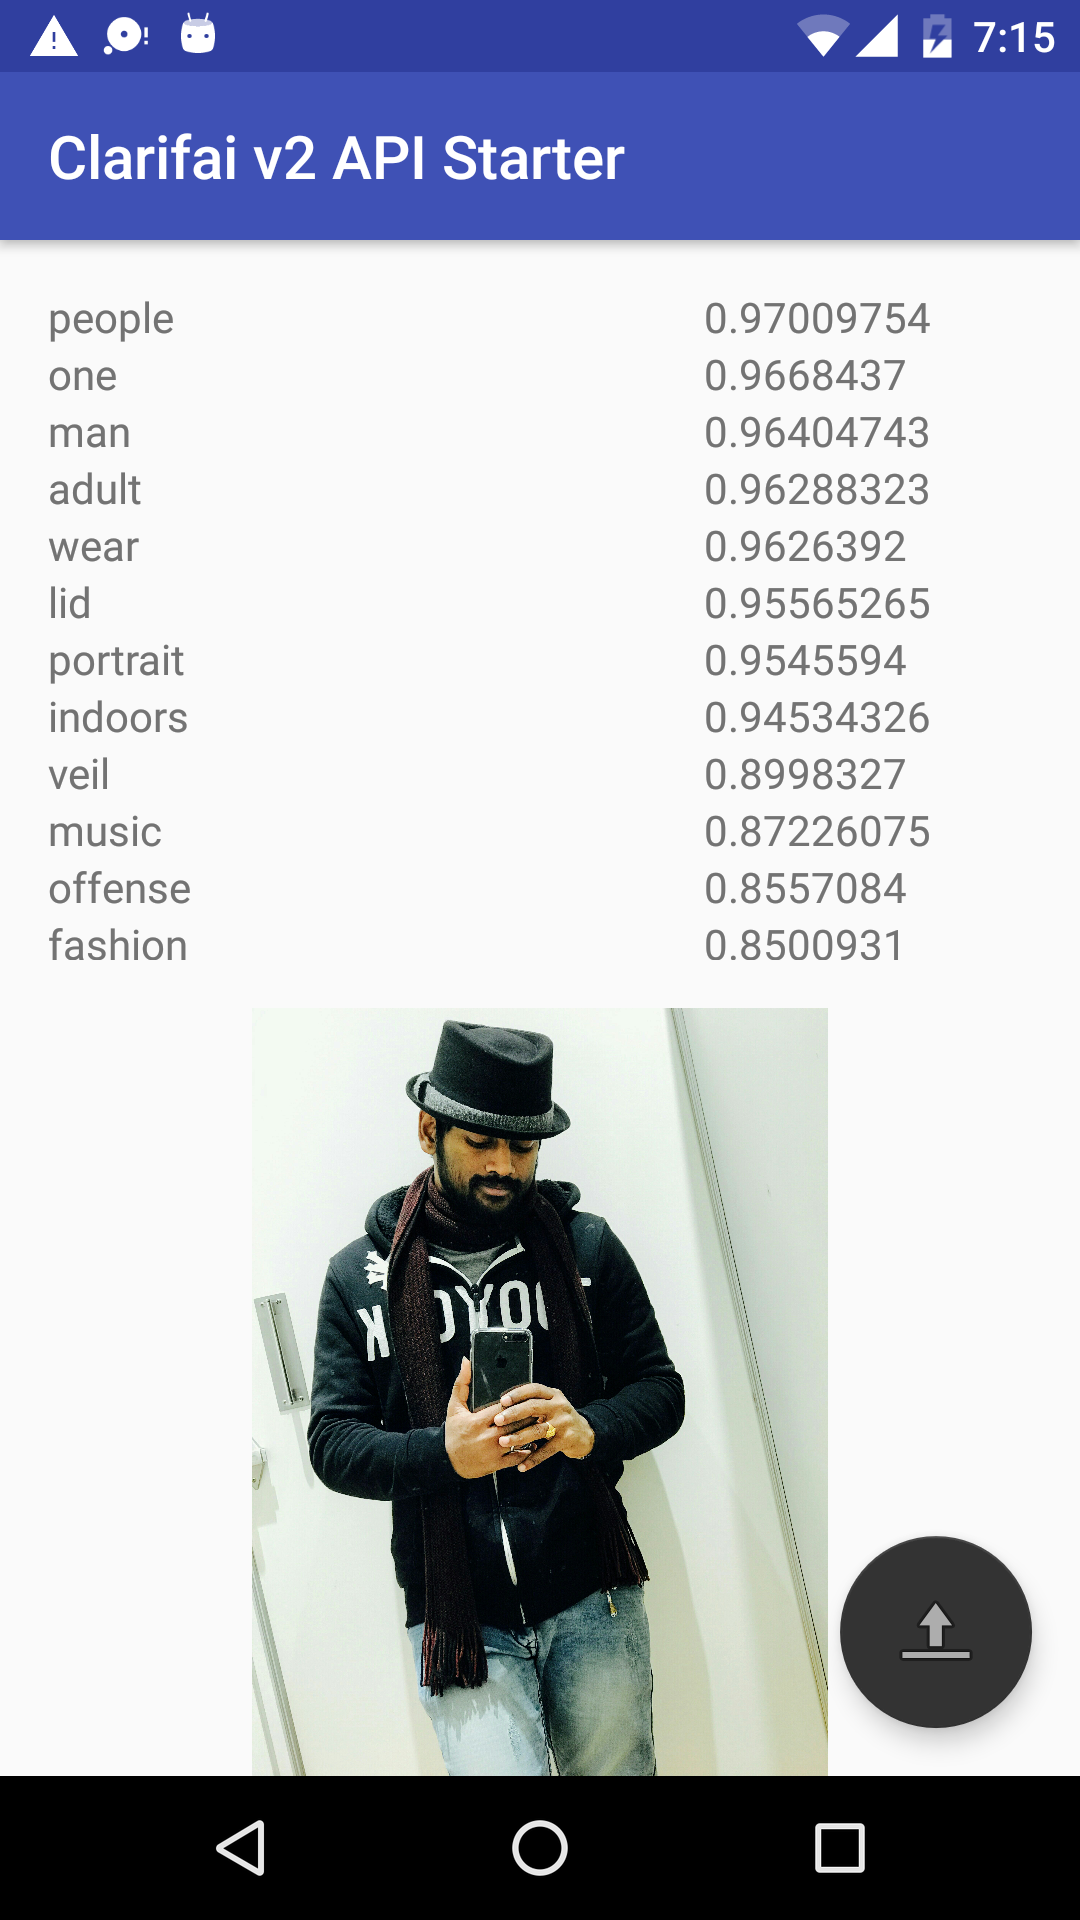 7:15
Clarifai v2 API Starter
people 0.97009754
one 0.9668437
man 0.96404743
adult 0.96288323
wear 0.9626392
lid 0.95565265
portrait 0.9545594
indoors 0.94534326
veil 0.8998327
music 0.87226075
offense 0.8557084
fashion 0.8500931